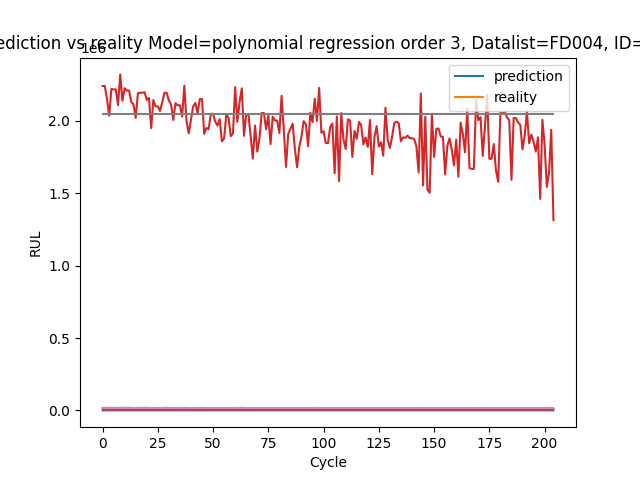 ediction vs reality Model=polynomial regression order 3, Datalist=FD004, ID=
1e6
prediction
reality
2.0
1.5
1.0
0.5
0.0
RUL
0 25 50 75 100 125 150 175 200
Cycle